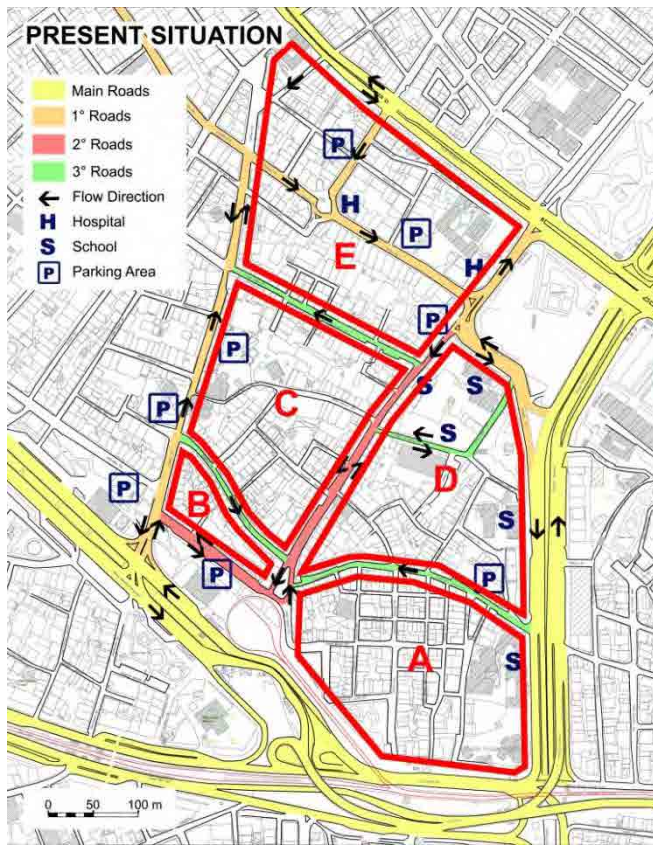 PRESENT SITUATION
Main Roads
1° Roads
2° Roads
3° Roads
Flow Direction
H Hospital
S School
P Parking Area
P
H
P
E
H
P
P
S
S
C
P
S
D
P
B
S
P
P
A
S
0 50 100 m